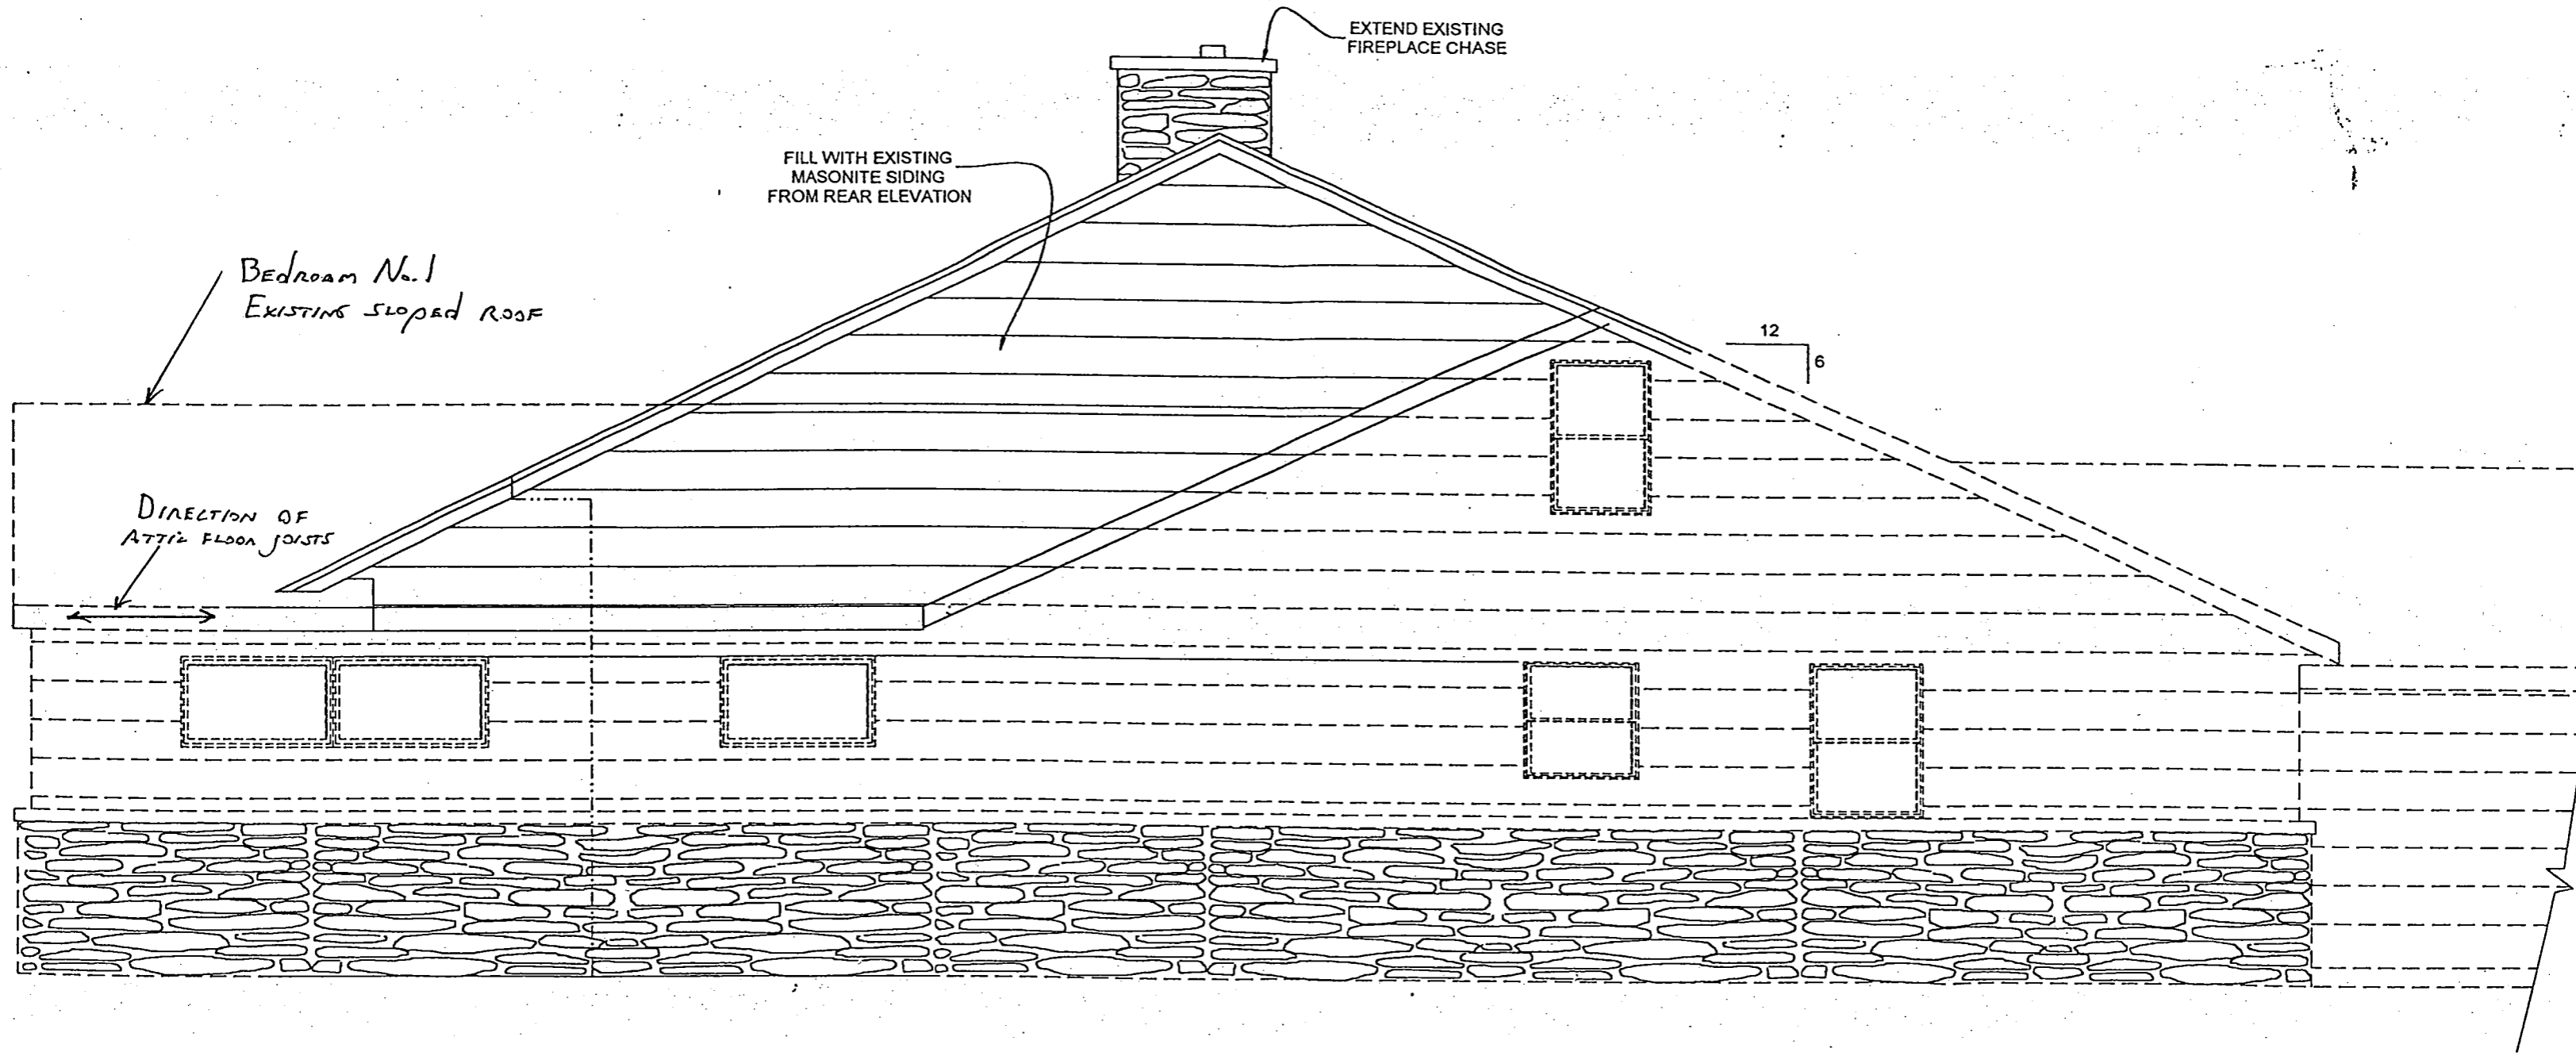 EXTEND EXISTING
FIREPLACE CHASE
FILL WITH EXISTING
MASONITE SIDING
FROM REAR ELEVATION
BEDROOM No.1
EXISTING SLOPED ROOF
12
6
DIRECTION OF
ATTIC FLOOR JOISTS